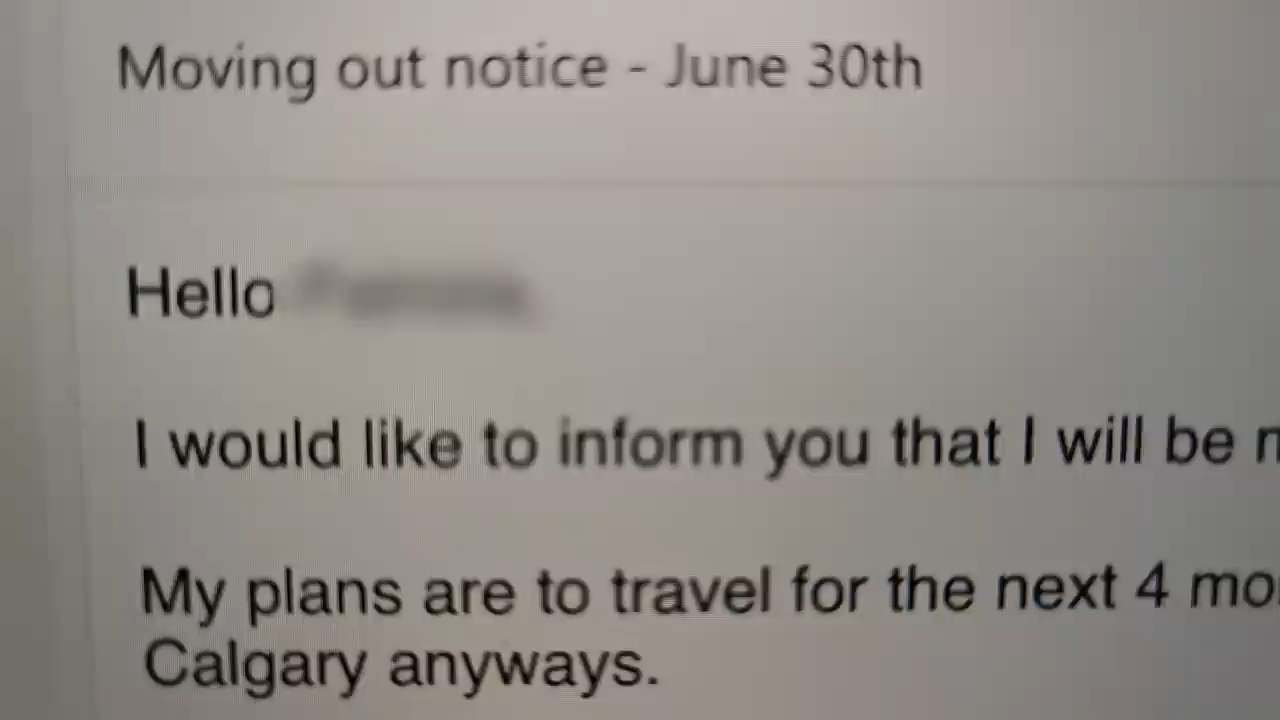 Moving out notice - June 30th
Hello
I would like to inform you that I will be
My plans are to travel for the next 4
Calgary anyways.